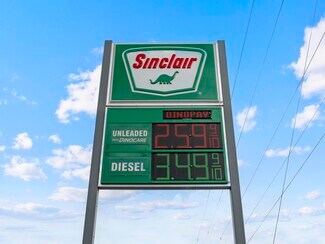 Sinclair
DINOPAY
UNLEADED
WITH DINOCARE
2.59 9/10
DIESEL
3.49 9/10